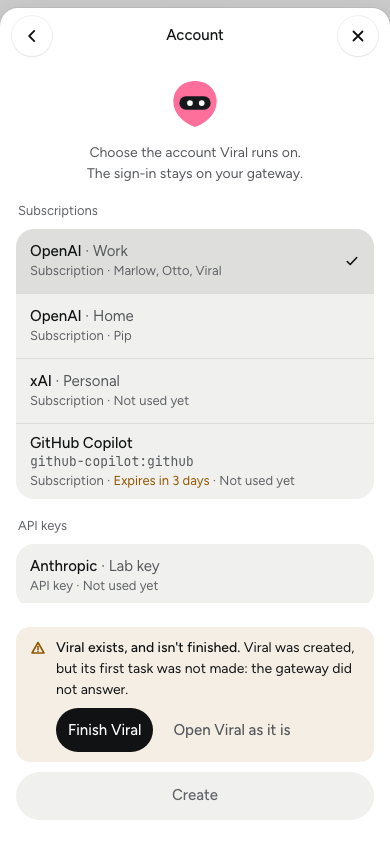 Account
Choose the account Viral runs on.
The sign-in stays on your gateway.
Subscriptions
OpenAI · Work
Subscription · Marlow, Otto, Viral
OpenAI · Home
Subscription · Pip
xAI · Personal
Subscription · Not used yet
GitHub Copilot
github-copilot:github
Subscription · Expires in 3 days · Not used yet
API keys
Anthropic · Lab key
API key · Not used yet
Viral exists, and isn't finished. Viral was created,
but its first task was not made: the gateway did
not answer.
Finish Viral
Open Viral as it is
Create